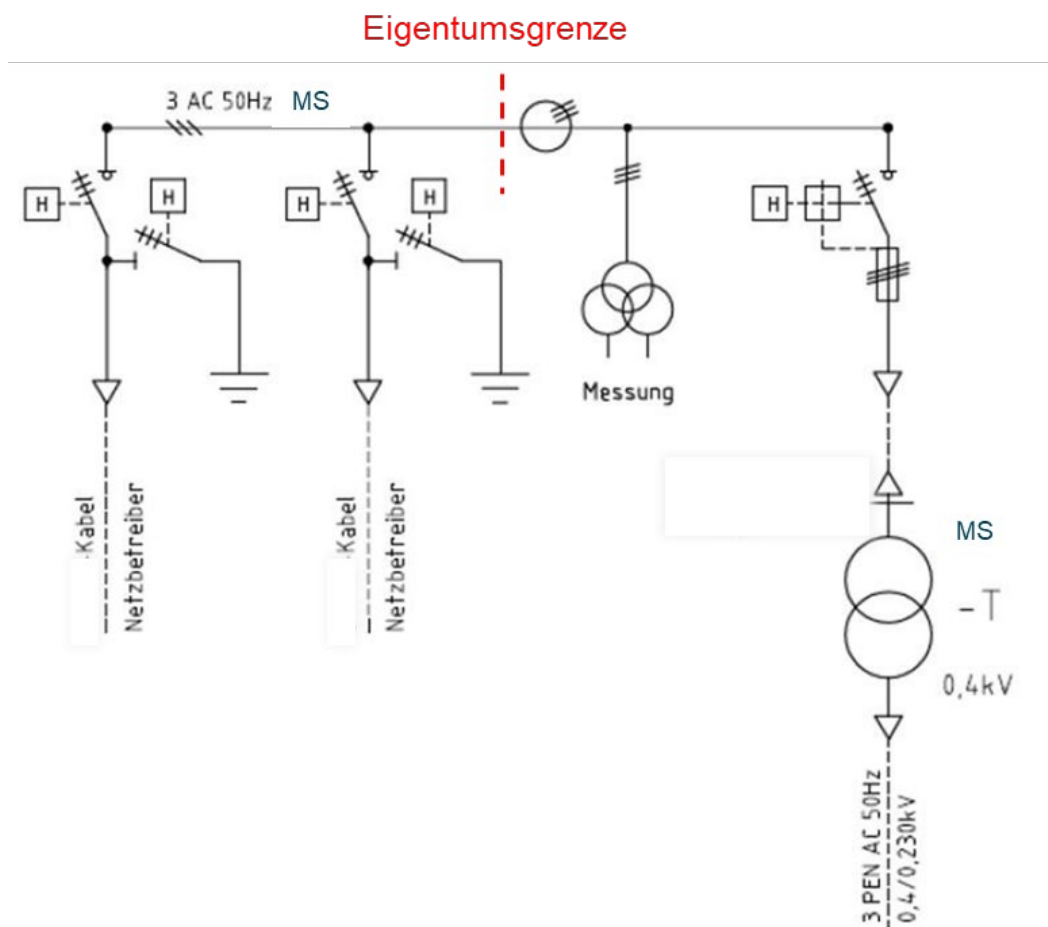 Eigentumsgrenze
3 AC 50Hz MS
H
H
H
H
H
Messung
-Kabel
Netzbetreiber
-Kabel
Netzbetreiber
MS
-T
0,4kV
3 PEN AC 50Hz
0,4/0,230kV